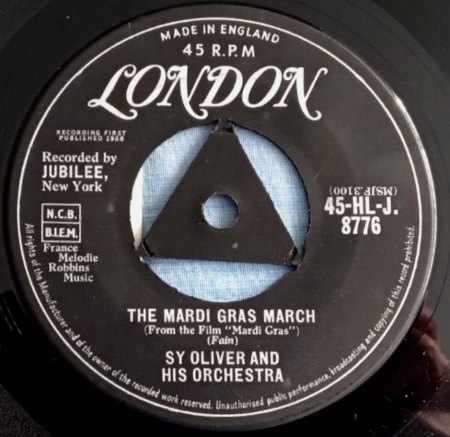 MADE IN ENGLAND
45 R.P.M
LONDON
RECORDING FIRST
PUBLISHED 1958
Recorded by
JUBILEE,
New York
N.C.B.
B.I.E.M.
France
Melodie
Robbins
Music
(MSJF.3100)
45-HL-J.
8776
THE MARDI GRAS MARCH
(From the Film "Mardi Gras")
(Fain)
SY OLIVER AND
HIS ORCHESTRA
All rights of the Manufacturer and of the owner of the recorded work reserved. Unauthorised public performance, broadcasting and copying of this record prohibited.